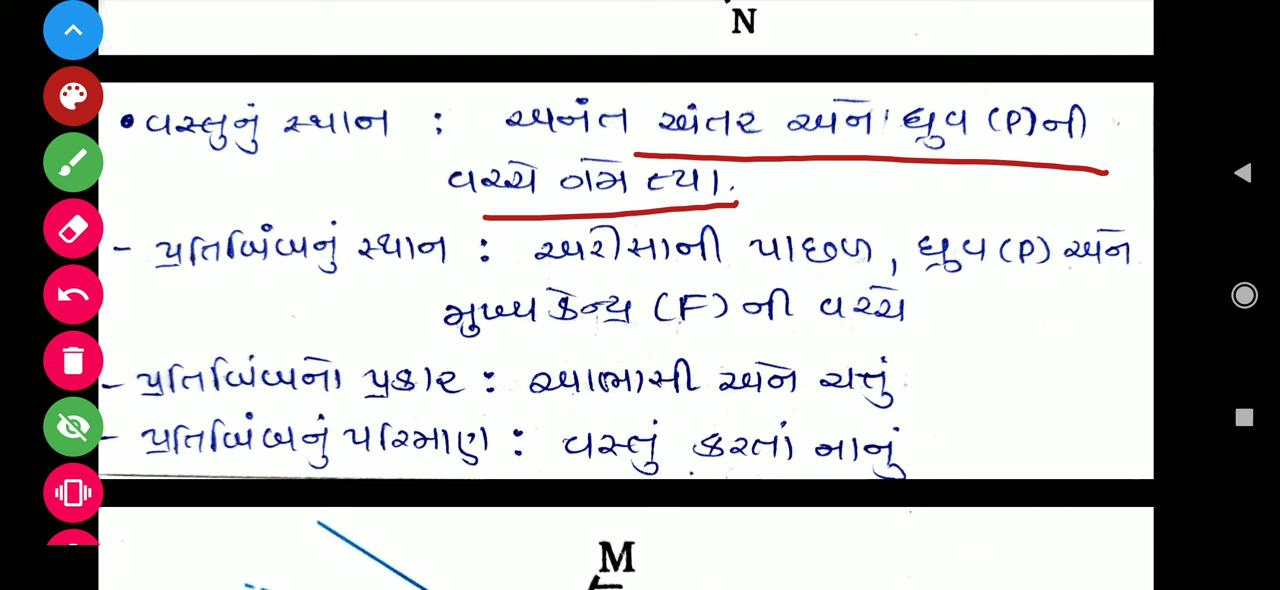 N
• વસ્તુનું સ્થાન : અનંત અંતર અને ધ્રુવ (P) ની
વચ્ચે ગમે ત્યાં.
- પ્રતિબિંબનું સ્થાન : અરીસાની પાછળ, ધ્રુવ (P) અને
મુખ્યકેન્દ્ર (F) ની વચ્ચે
- પ્રતિબિંબનો પ્રકાર : આભાસી અને ચત્તું
- પ્રતિબિંબનું પરિમાણ : વસ્તું કરતાં નાનું
M